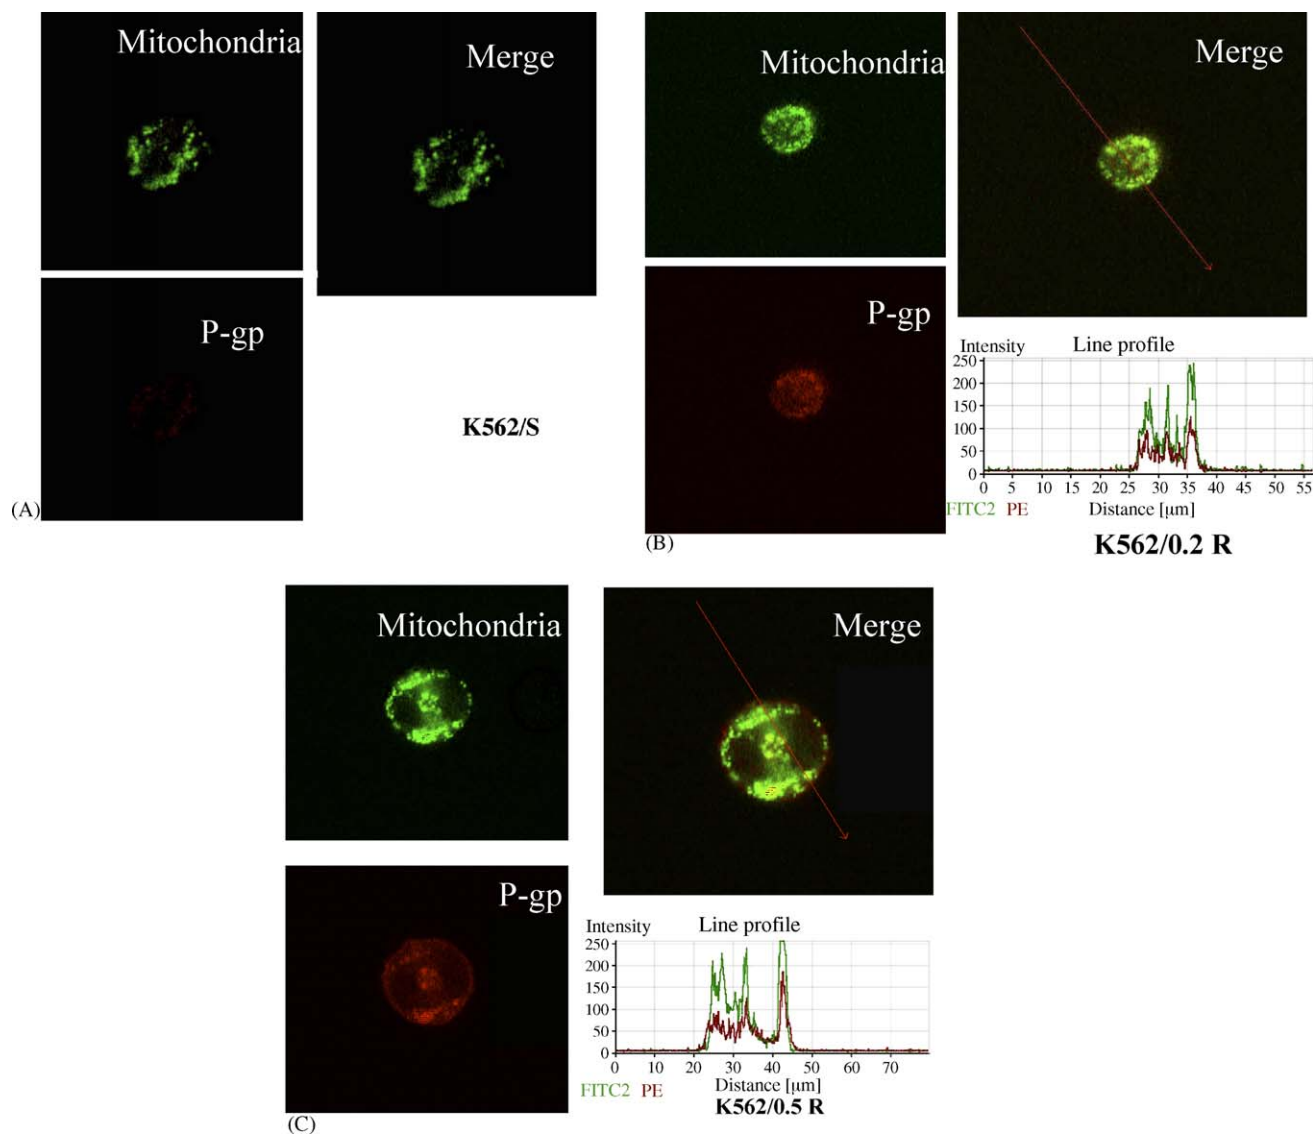 Mitochondria
Merge
P-gp
K562/S
(A)
Mitochondria
Merge
P-gp
Intensity
Line profile
250
200
150
100
50
0
0 5 10 15 20 25 30 35 40 45 50 55
FITC2 PE
Distance [µm]
K562/0.2 R
(B)
Mitochondria
Merge
P-gp
Intensity
Line profile
250
200
150
100
50
0
0 10 20 30 40 50 60 70
FITC2 PE
Distance [µm]
K562/0.5 R
(C)